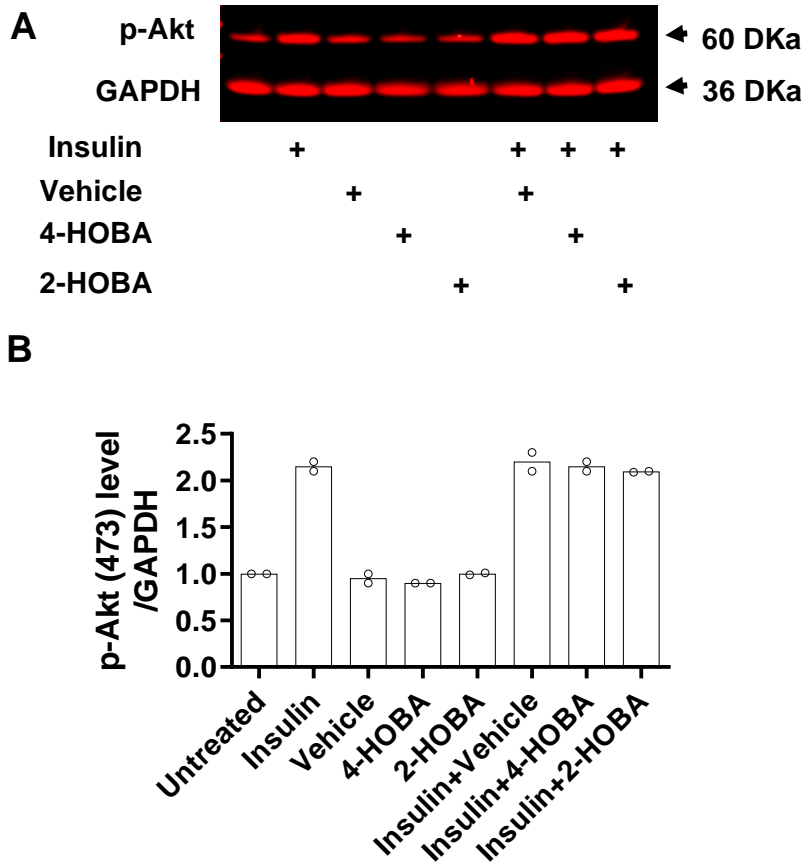 A
p-Akt
60 DKa
GAPDH
36 DKa
Insulin + + + +
Vehicle + +
4-HOBA + +
2-HOBA + +
B
p-Akt (473) level
/GAPDH
2.5
2.0
1.5
1.0
0.5
0.0
Untreated
Insulin
Vehicle
4-HOBA
2-HOBA
Insulin+Vehicle
Insulin+4-HOBA
Insulin+2-HOBA